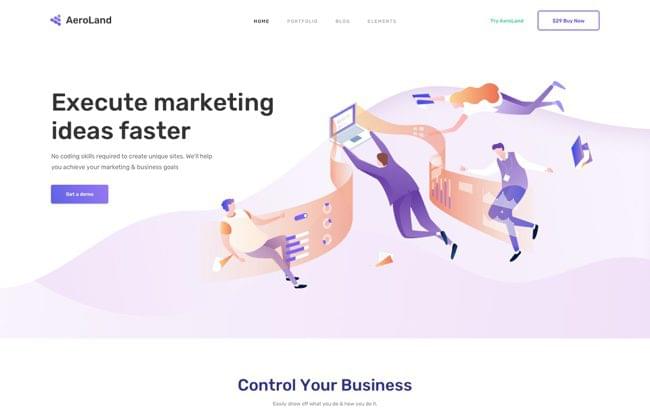 AeroLand
HOME PORTFOLIO BLOG ELEMENTS
Try AeroLand
$29 Buy Now
Execute marketing
ideas faster
No coding skills required to create unique sites. We'll help
you achieve your marketing & business goals
Get a demo
Control Your Business
Easily draw off what you do & how you do it.